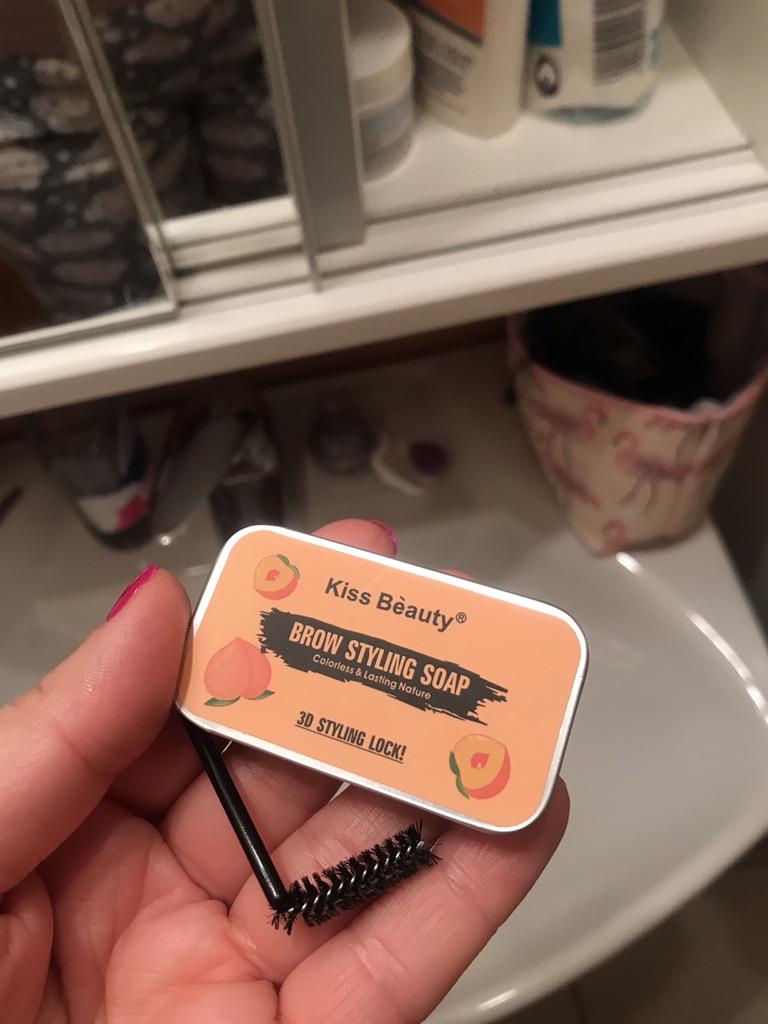 Kiss Bèauty®
BROW STYLING SOAP
Colorless & Lasting Nature
3D STYLING LOCK!